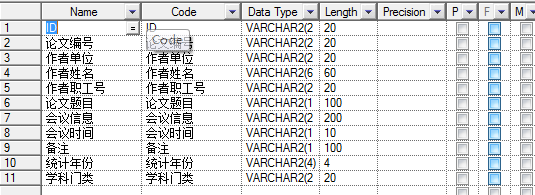 Name Code Data Type Length Precision P F M
1 ID = ID VARCHAR2(2 20
2 论文编号 论文编号 VARCHAR2(2 20
Code
3 作者单位 作者单位 VARCHAR2(2 20
4 作者姓名 作者姓名 VARCHAR2(6 60
5 作者职工号 作者职工号 VARCHAR2(2 20
6 论文题目 论文题目 VARCHAR2(1 100
7 会议信息 会议信息 VARCHAR2(2 200
8 会议时间 会议时间 VARCHAR2(1 10
9 备注 备注 VARCHAR2(1 100
10 统计年份 统计年份 VARCHAR2(4) 4
11 学科门类 学科门类 VARCHAR2(2 20